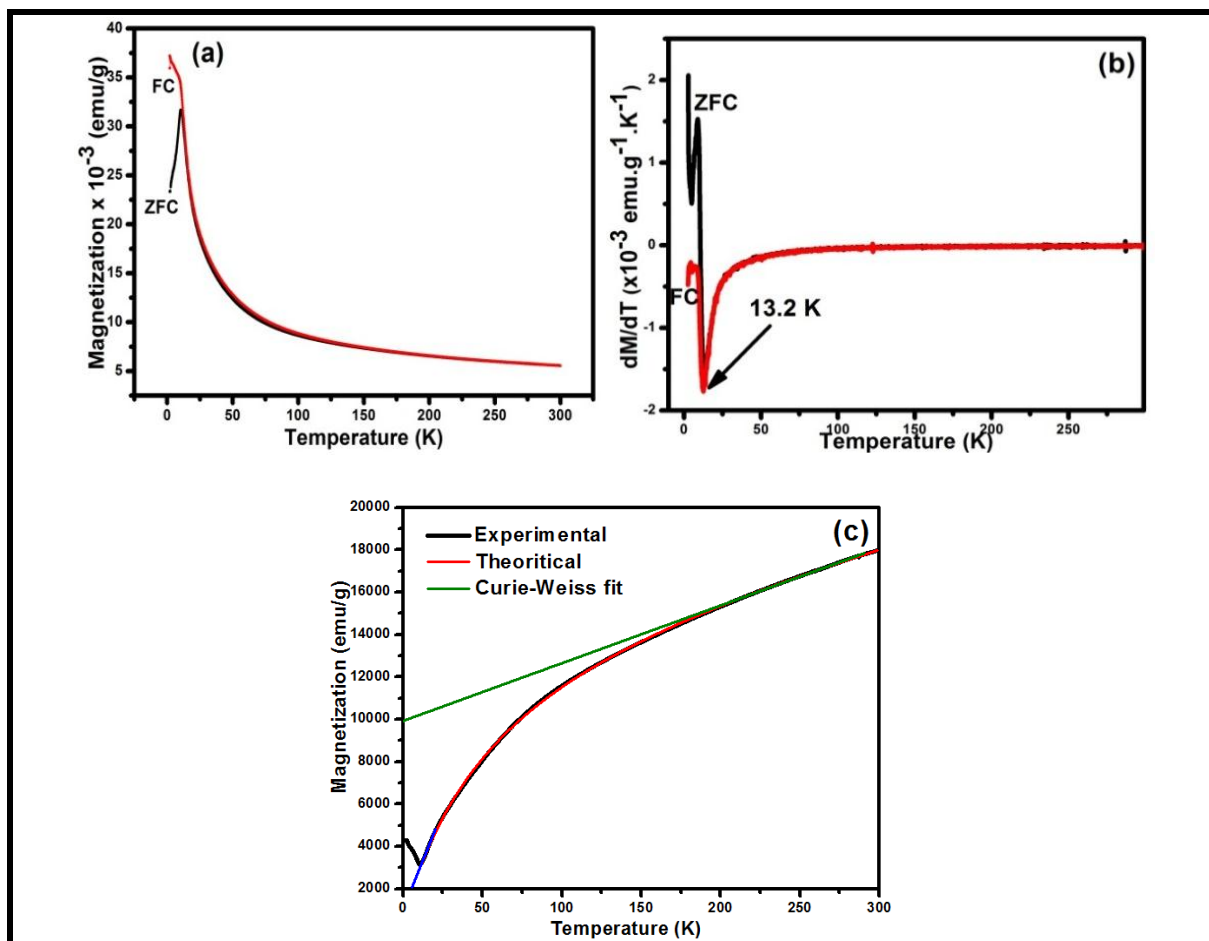 (a)
40
35
30
25
20
15
10
5
FC
ZFC
Magnetization x 10⁻³ (emu/g)
0 50 100 150 200 250 300
Temperature (K)
(b)
2
1
0
-1
-2
ZFC
FC
13.2 K
dM/dT (x10⁻³ emu.g⁻¹.K⁻¹)
0 50 100 150 200 250
Temperature (K)
(c)
20000
18000
16000
14000
12000
10000
8000
6000
4000
2000
Experimental
Theoritical
Curie-Weiss fit
Magnetization (emu/g)
0 50 100 150 200 250 300
Temperature (K)